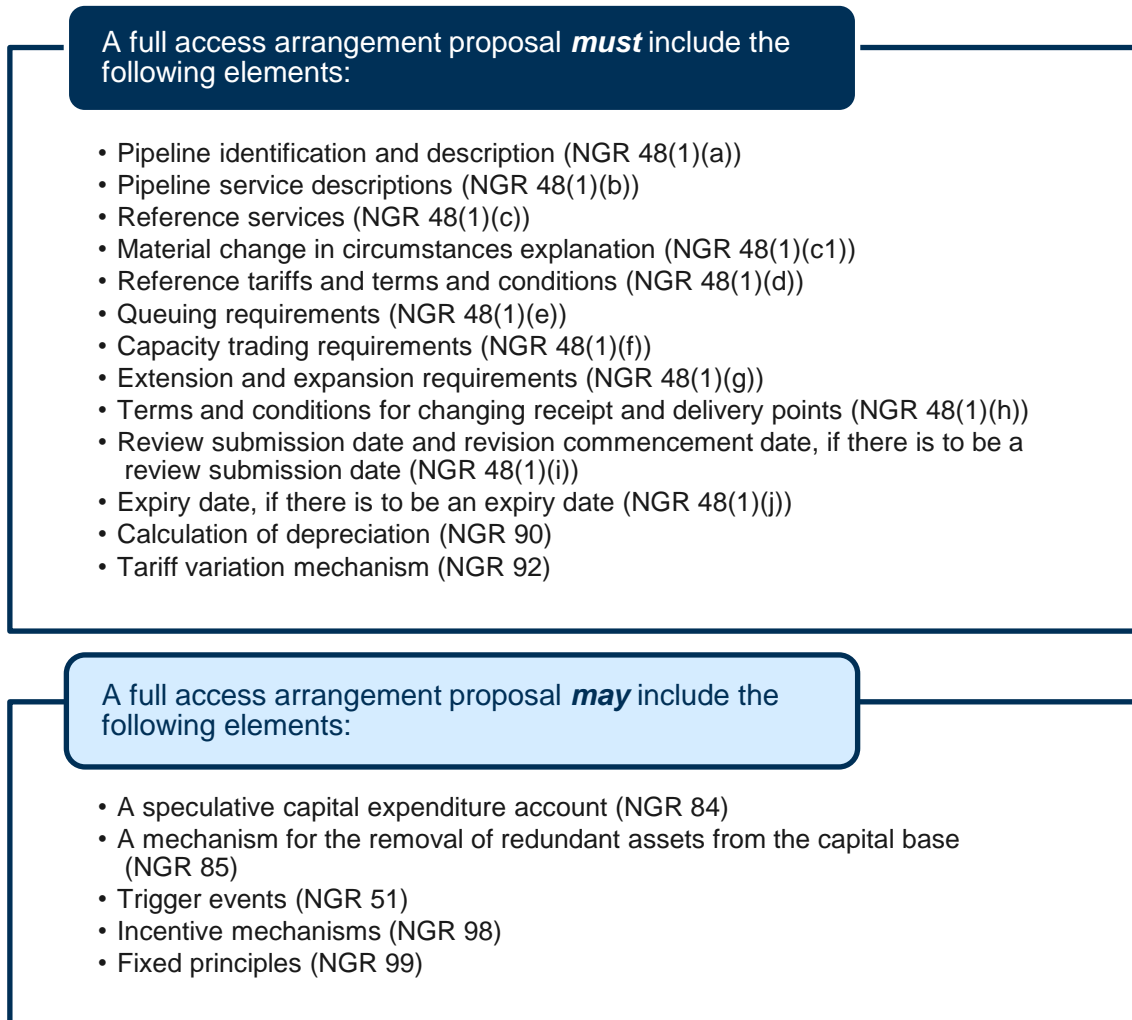 A full access arrangement proposal must include the
following elements:
• Pipeline identification and description (NGR 48(1)(a))
• Pipeline service descriptions (NGR 48(1)(b))
• Reference services (NGR 48(1)(c))
• Material change in circumstances explanation (NGR 48(1)(c1))
• Reference tariffs and terms and conditions (NGR 48(1)(d))
• Queuing requirements (NGR 48(1)(e))
• Capacity trading requirements (NGR 48(1)(f))
• Extension and expansion requirements (NGR 48(1)(g))
• Terms and conditions for changing receipt and delivery points (NGR 48(1)(h))
• Review submission date and revision commencement date, if there is to be a
review submission date (NGR 48(1)(i))
• Expiry date, if there is to be an expiry date (NGR 48(1)(j))
• Calculation of depreciation (NGR 90)
• Tariff variation mechanism (NGR 92)
A full access arrangement proposal may include the
following elements:
• A speculative capital expenditure account (NGR 84)
• A mechanism for the removal of redundant assets from the capital base
(NGR 85)
• Trigger events (NGR 51)
• Incentive mechanisms (NGR 98)
• Fixed principles (NGR 99)